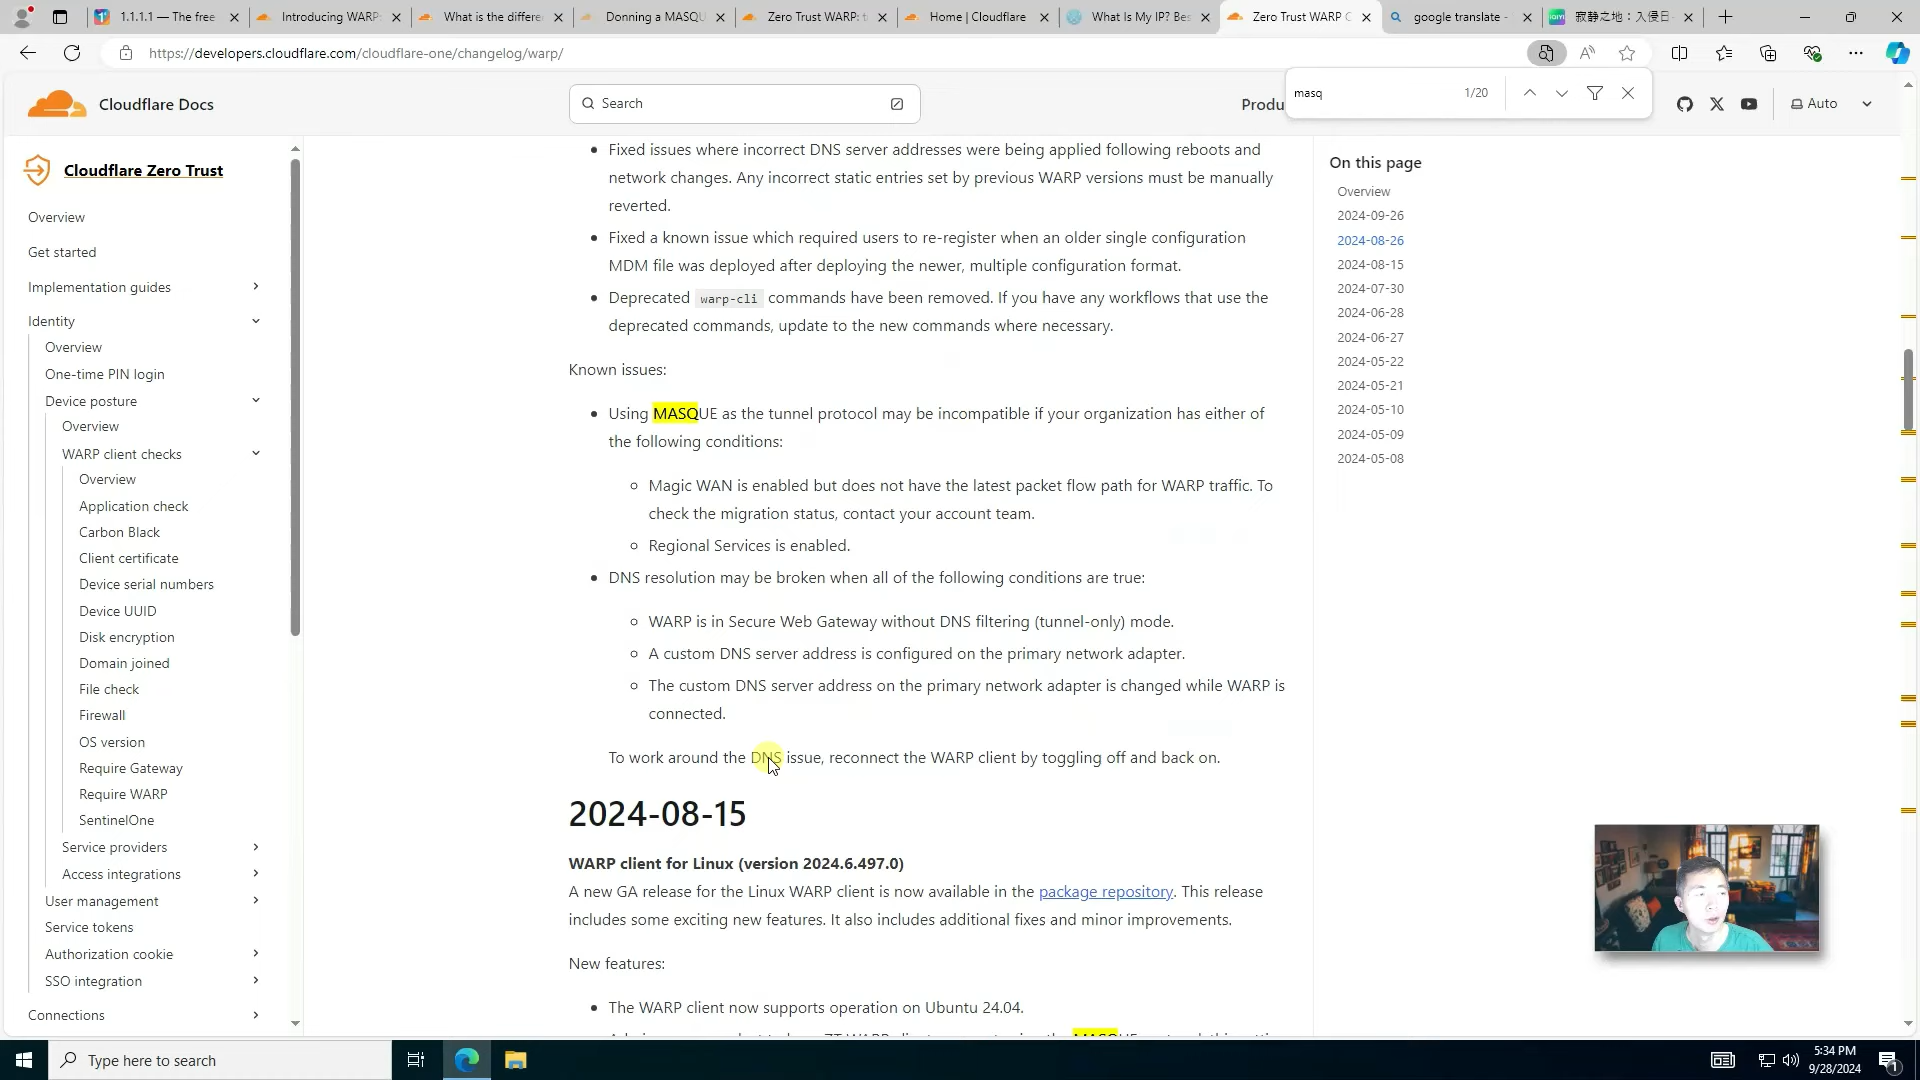 1.1.1.1 — The free
Introducing WARP:
What is the differe
Donning a MASQU
Zero Trust WARP: t
Home | Cloudflare
What Is My IP? Bes
Zero Trust WARP C
google translate -
寂静之地：入侵日
https://developers.cloudflare.com/cloudflare-one/changelog/warp/
masq
1/20
Cloudflare Docs
Search
Produ
Auto
Cloudflare Zero Trust
Overview
Get started
Implementation guides
Identity
Overview
One-time PIN login
Device posture
Overview
WARP client checks
Overview
Application check
Carbon Black
Client certificate
Device serial numbers
Device UUID
Disk encryption
Domain joined
File check
Firewall
OS version
Require Gateway
Require WARP
SentinelOne
Service providers
Access integrations
User management
Service tokens
Authorization cookie
SSO integration
Connections
Fixed issues where incorrect DNS server addresses were being applied following reboots and
network changes. Any incorrect static entries set by previous WARP versions must be manually
reverted.
Fixed a known issue which required users to re-register when an older single configuration
MDM file was deployed after deploying the newer, multiple configuration format.
Deprecated warp-cli commands have been removed. If you have any workflows that use the
deprecated commands, update to the new commands where necessary.
Known issues:
Using MASQUE as the tunnel protocol may be incompatible if your organization has either of
the following conditions:
Magic WAN is enabled but does not have the latest packet flow path for WARP traffic. To
check the migration status, contact your account team.
Regional Services is enabled.
DNS resolution may be broken when all of the following conditions are true:
WARP is in Secure Web Gateway without DNS filtering (tunnel-only) mode.
A custom DNS server address is configured on the primary network adapter.
The custom DNS server address on the primary network adapter is changed while WARP is
connected.
To work around the DNS issue, reconnect the WARP client by toggling off and back on.
2024-08-15
WARP client for Linux (version 2024.6.497.0)
A new GA release for the Linux WARP client is now available in the package repository. This release
includes some exciting new features. It also includes additional fixes and minor improvements.
New features:
The WARP client now supports operation on Ubuntu 24.04.
On this page
Overview
2024-09-26
2024-08-26
2024-08-15
2024-07-30
2024-06-28
2024-06-27
2024-05-22
2024-05-21
2024-05-10
2024-05-09
2024-05-08
Type here to search
5:34 PM
9/28/2024
1